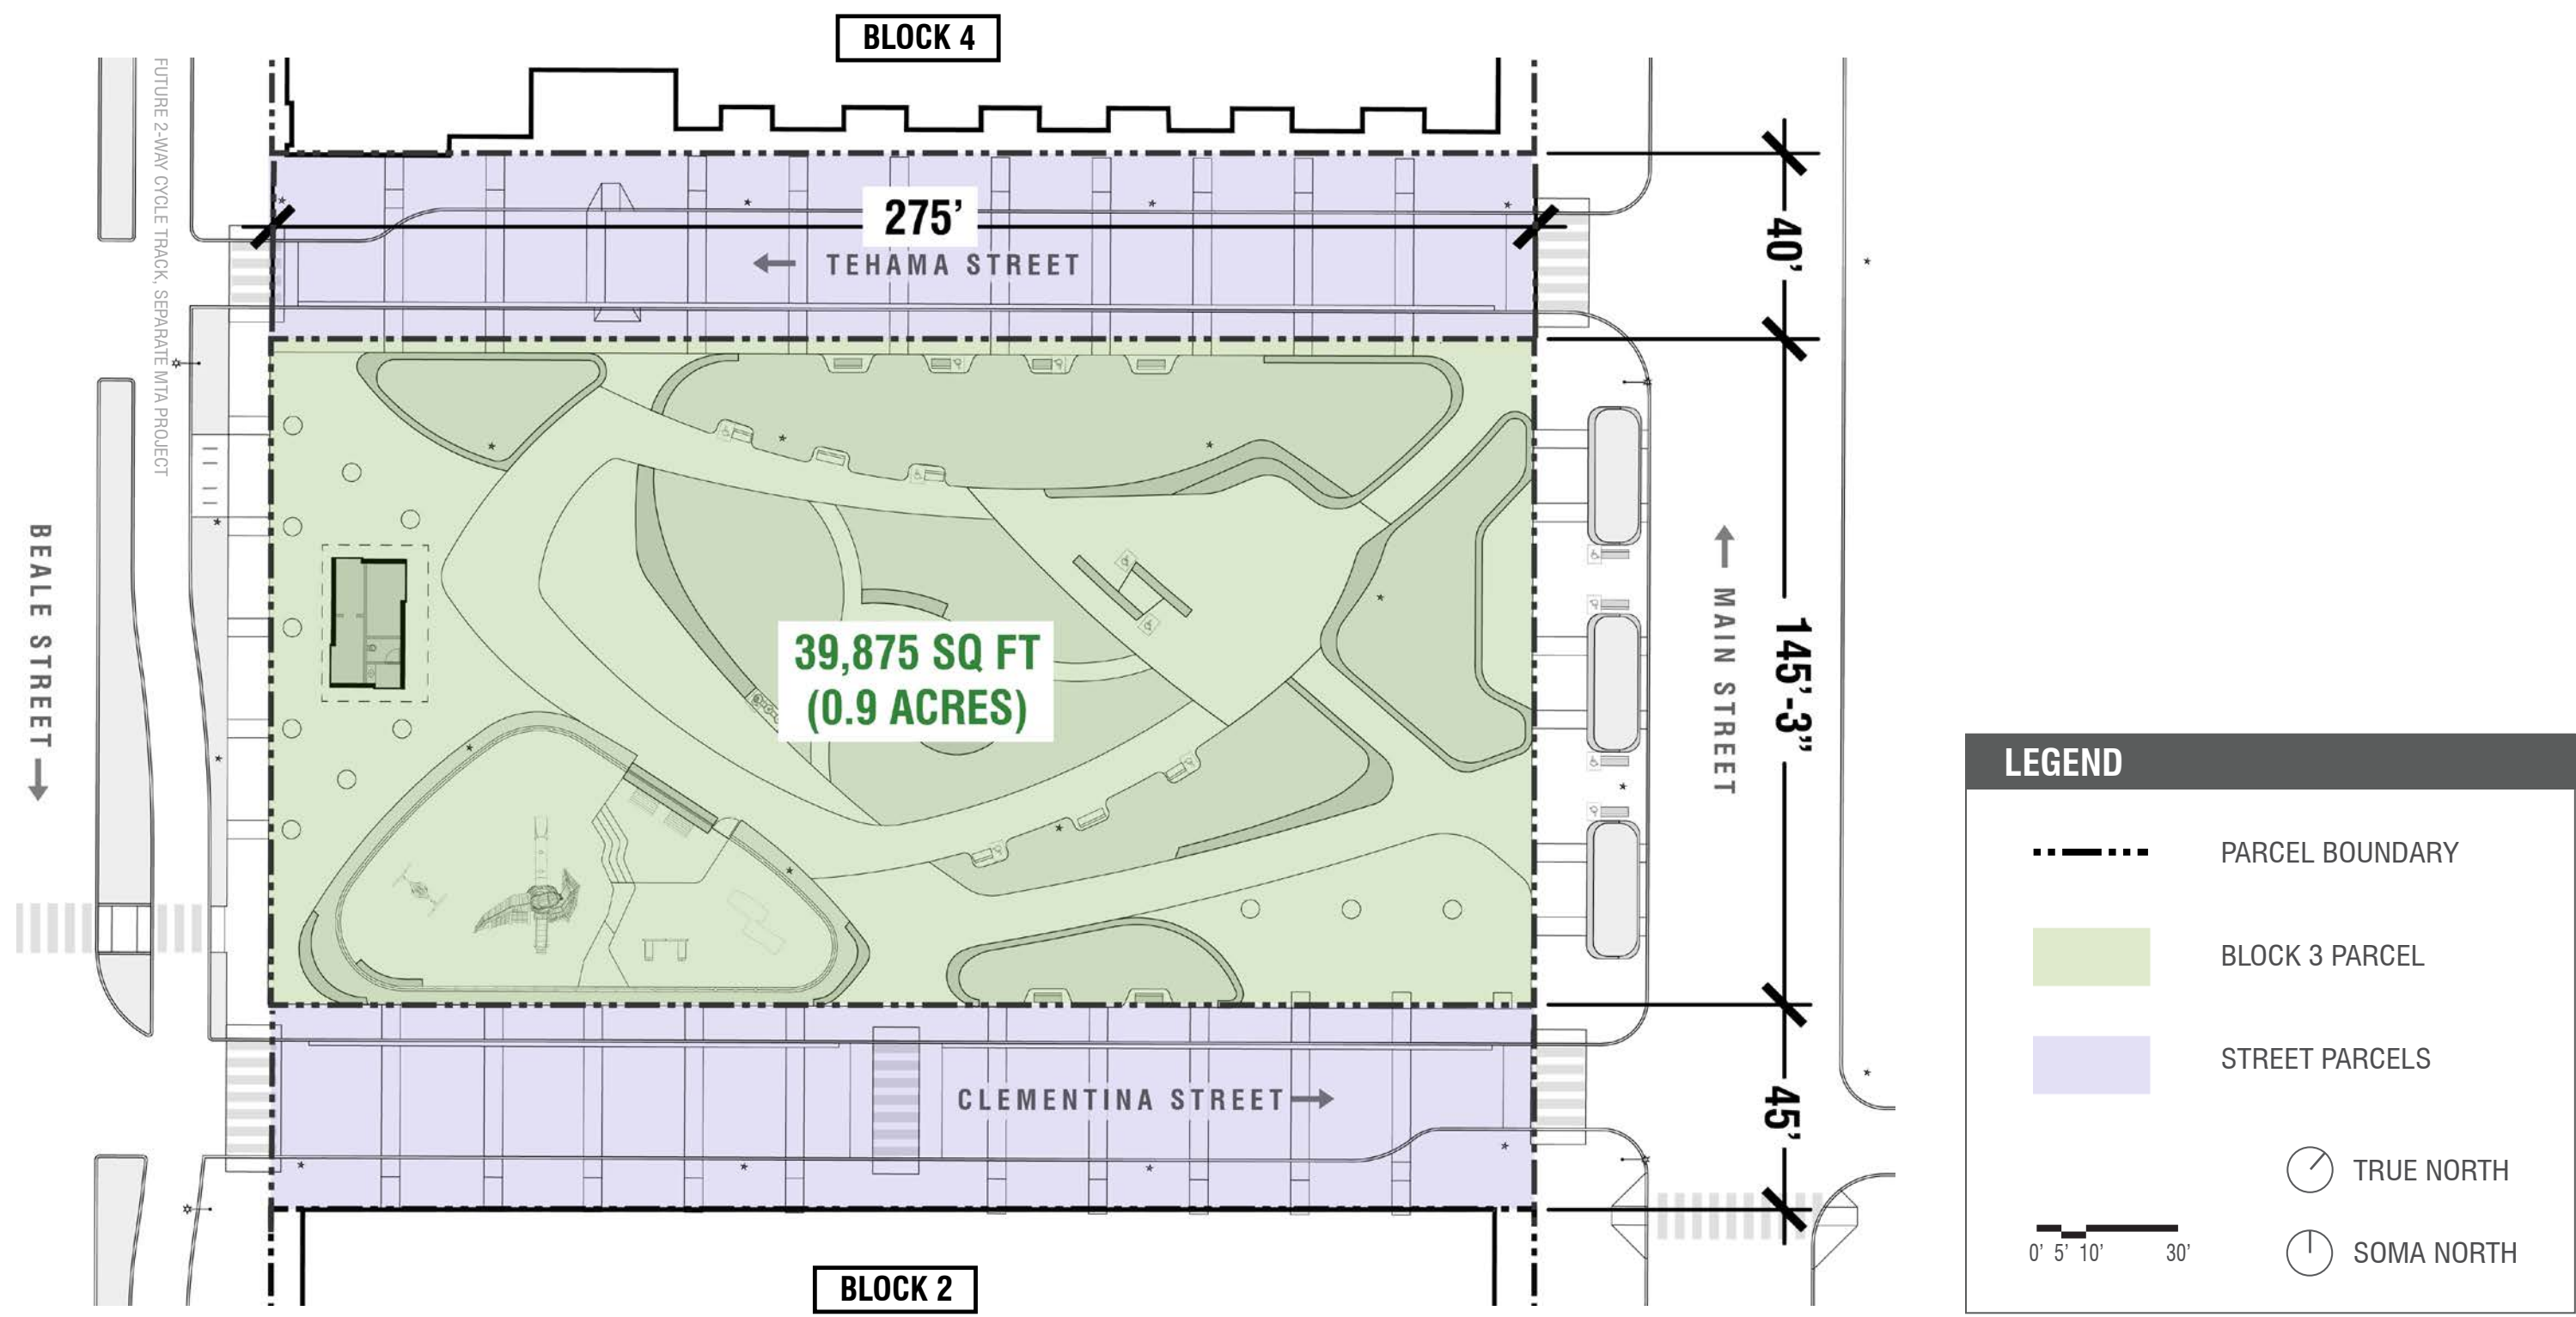 BLOCK 4
FUTURE 2-WAY CYCLE TRACK, SEPARATE MTA PROJECT
275’
40’
TEHAMA STREET
BEALE STREET
39,875 SQ FT
(0.9 ACRES)
MAIN STREET
145’-3”
CLEMENTINA STREET
45’
BLOCK 2
LEGEND
PARCEL BOUNDARY
BLOCK 3 PARCEL
STREET PARCELS
TRUE NORTH
0’ 5’ 10’ 30’
SOMA NORTH